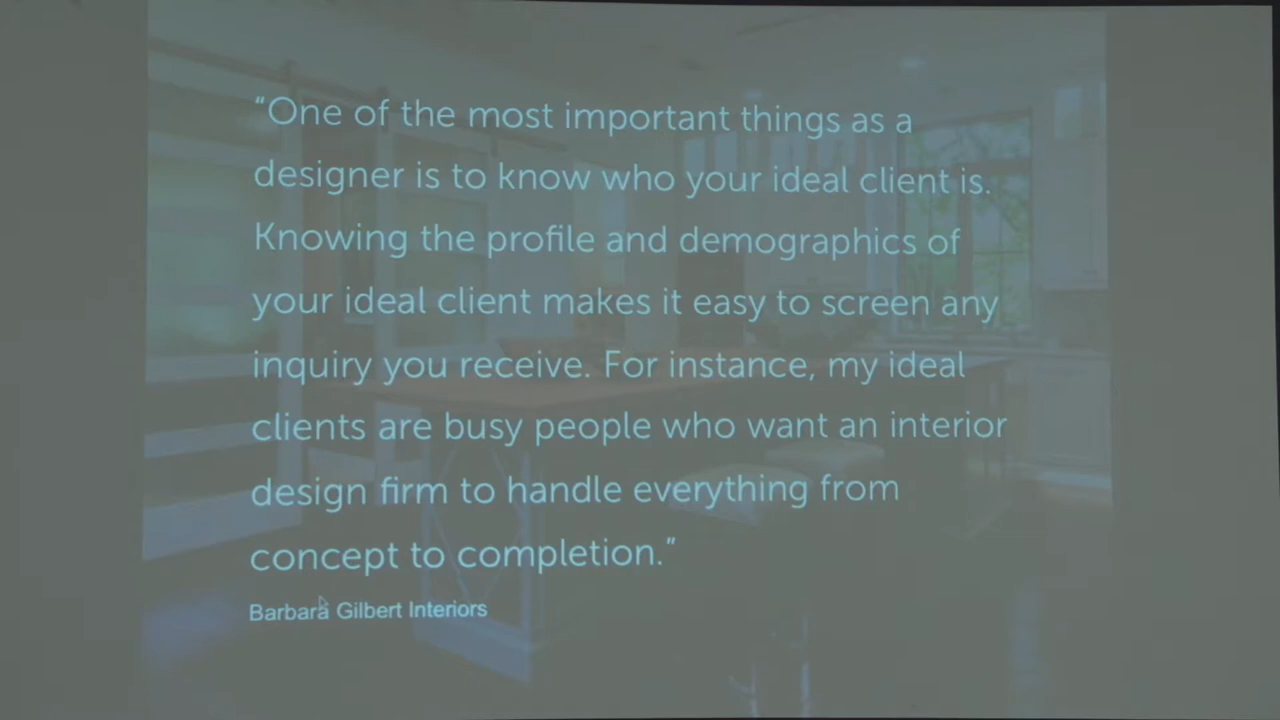 “One of the most important things as a
designer is to know who your ideal client is.
Knowing the profile and demographics of
your ideal client makes it easy to screen any
inquiry you receive. For instance, my ideal
clients are busy people who want an interior
design firm to handle everything from
concept to completion.”
Barbara Gilbert Interiors